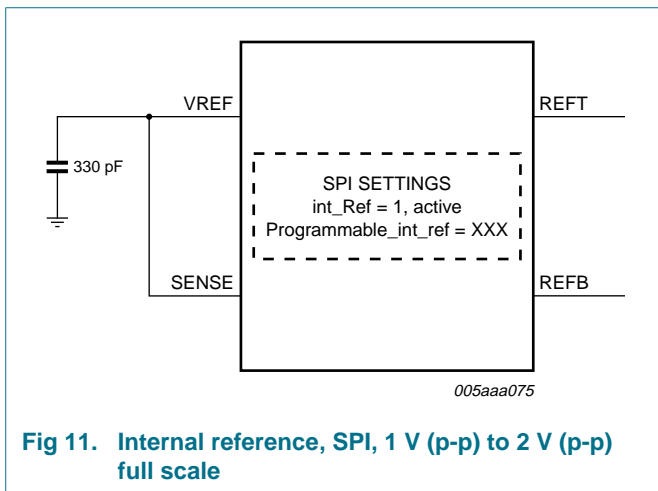 VREF
REFT
330 pF
SPI SETTINGS
int_Ref = 1, active
Programmable_int_ref = XXX
SENSE
REFB
005aaa075
Fig 11. Internal reference, SPI, 1 V (p-p) to 2 V (p-p)
full scale